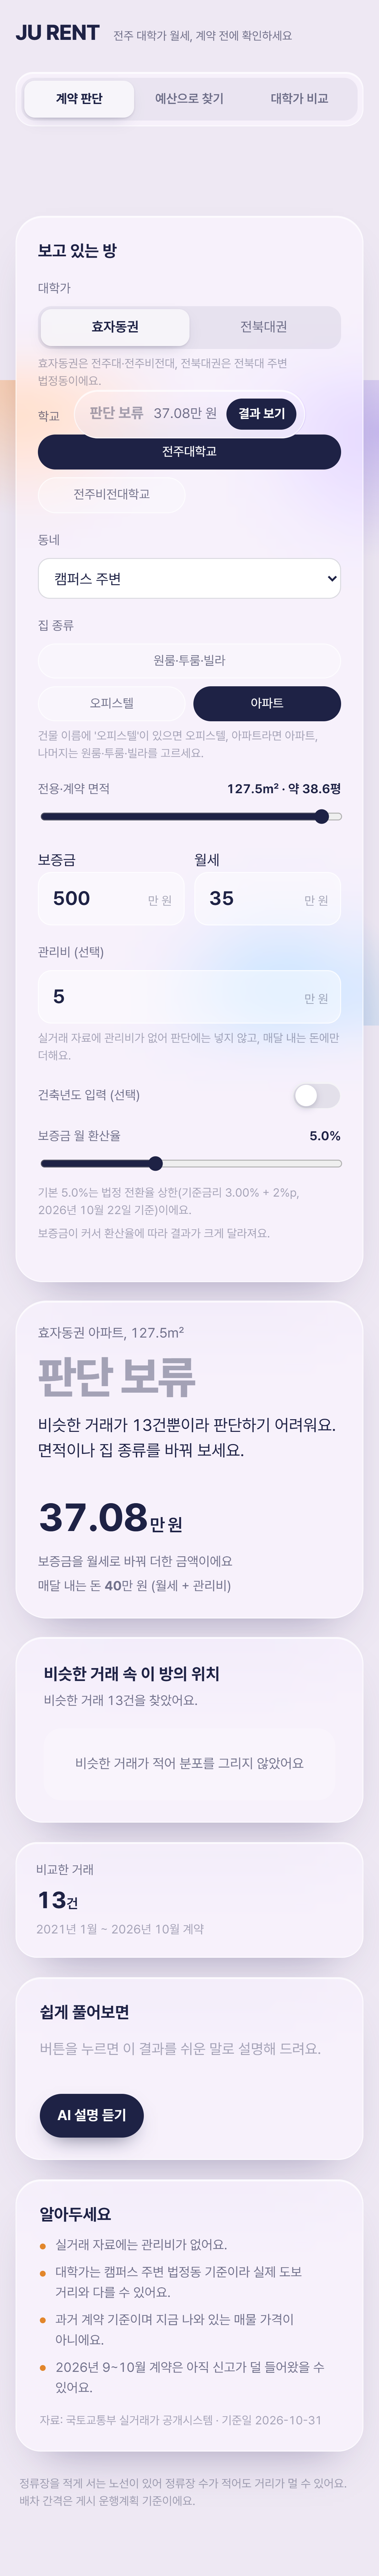 JU RENT 전주 대학가 월세, 계약 전에 확인하세요
계약 판단 예산으로 찾기 대학가 비교
보고 있는 방
대학가
효자동권 전북대권
효자동권은 전주대·전주비전대, 전북대권은 전북대 주변
법정동이에요.
학교
판단 보류 37.08만 원 결과 보기
전주대학교
전주비전대학교
동네
캠퍼스 주변
집 종류
원룸·투룸·빌라
오피스텔 아파트
건물 이름에 '오피스텔'이 있으면 오피스텔, 아파트라면 아파트,
나머지는 원룸·투룸·빌라를 고르세요.
전용·계약 면적 127.5m² · 약 38.6평
보증금 월세
500 만 원 35 만 원
관리비 (선택)
5 만 원
실거래 자료에 관리비가 없어 판단에는 넣지 않고, 매달 내는 돈에만
더해요.
건축년도 입력 (선택)
보증금 월 환산율 5.0%
기본 5.0%는 법정 전환율 상한(기준금리 3.00% + 2%p,
2026년 10월 22일 기준)이에요.
보증금이 커서 환산율에 따라 결과가 크게 달라져요.
효자동권 아파트, 127.5m²
판단 보류
비슷한 거래가 13건뿐이라 판단하기 어려워요.
면적이나 집 종류를 바꿔 보세요.
37.08만 원
보증금을 월세로 바꿔 더한 금액이에요
매달 내는 돈 40만 원 (월세 + 관리비)
비슷한 거래 속 이 방의 위치
비슷한 거래 13건을 찾았어요.
비슷한 거래가 적어 분포를 그리지 않았어요
비교한 거래
13건
2021년 1월 ~ 2026년 10월 계약
쉽게 풀어보면
버튼을 누르면 이 결과를 쉬운 말로 설명해 드려요.
AI 설명 듣기
알아두세요
실거래 자료에는 관리비가 없어요.
대학가는 캠퍼스 주변 법정동 기준이라 실제 도보
거리와 다를 수 있어요.
과거 계약 기준이며 지금 나와 있는 매물 가격이
아니에요.
2026년 9~10월 계약은 아직 신고가 덜 들어왔을 수
있어요.
자료: 국토교통부 실거래가 공개시스템 · 기준일 2026-10-31
정류장을 적게 서는 노선이 있어 정류장 수가 적어도 거리가 멀 수 있어요.
배차 간격은 게시 운행계획 기준이에요.